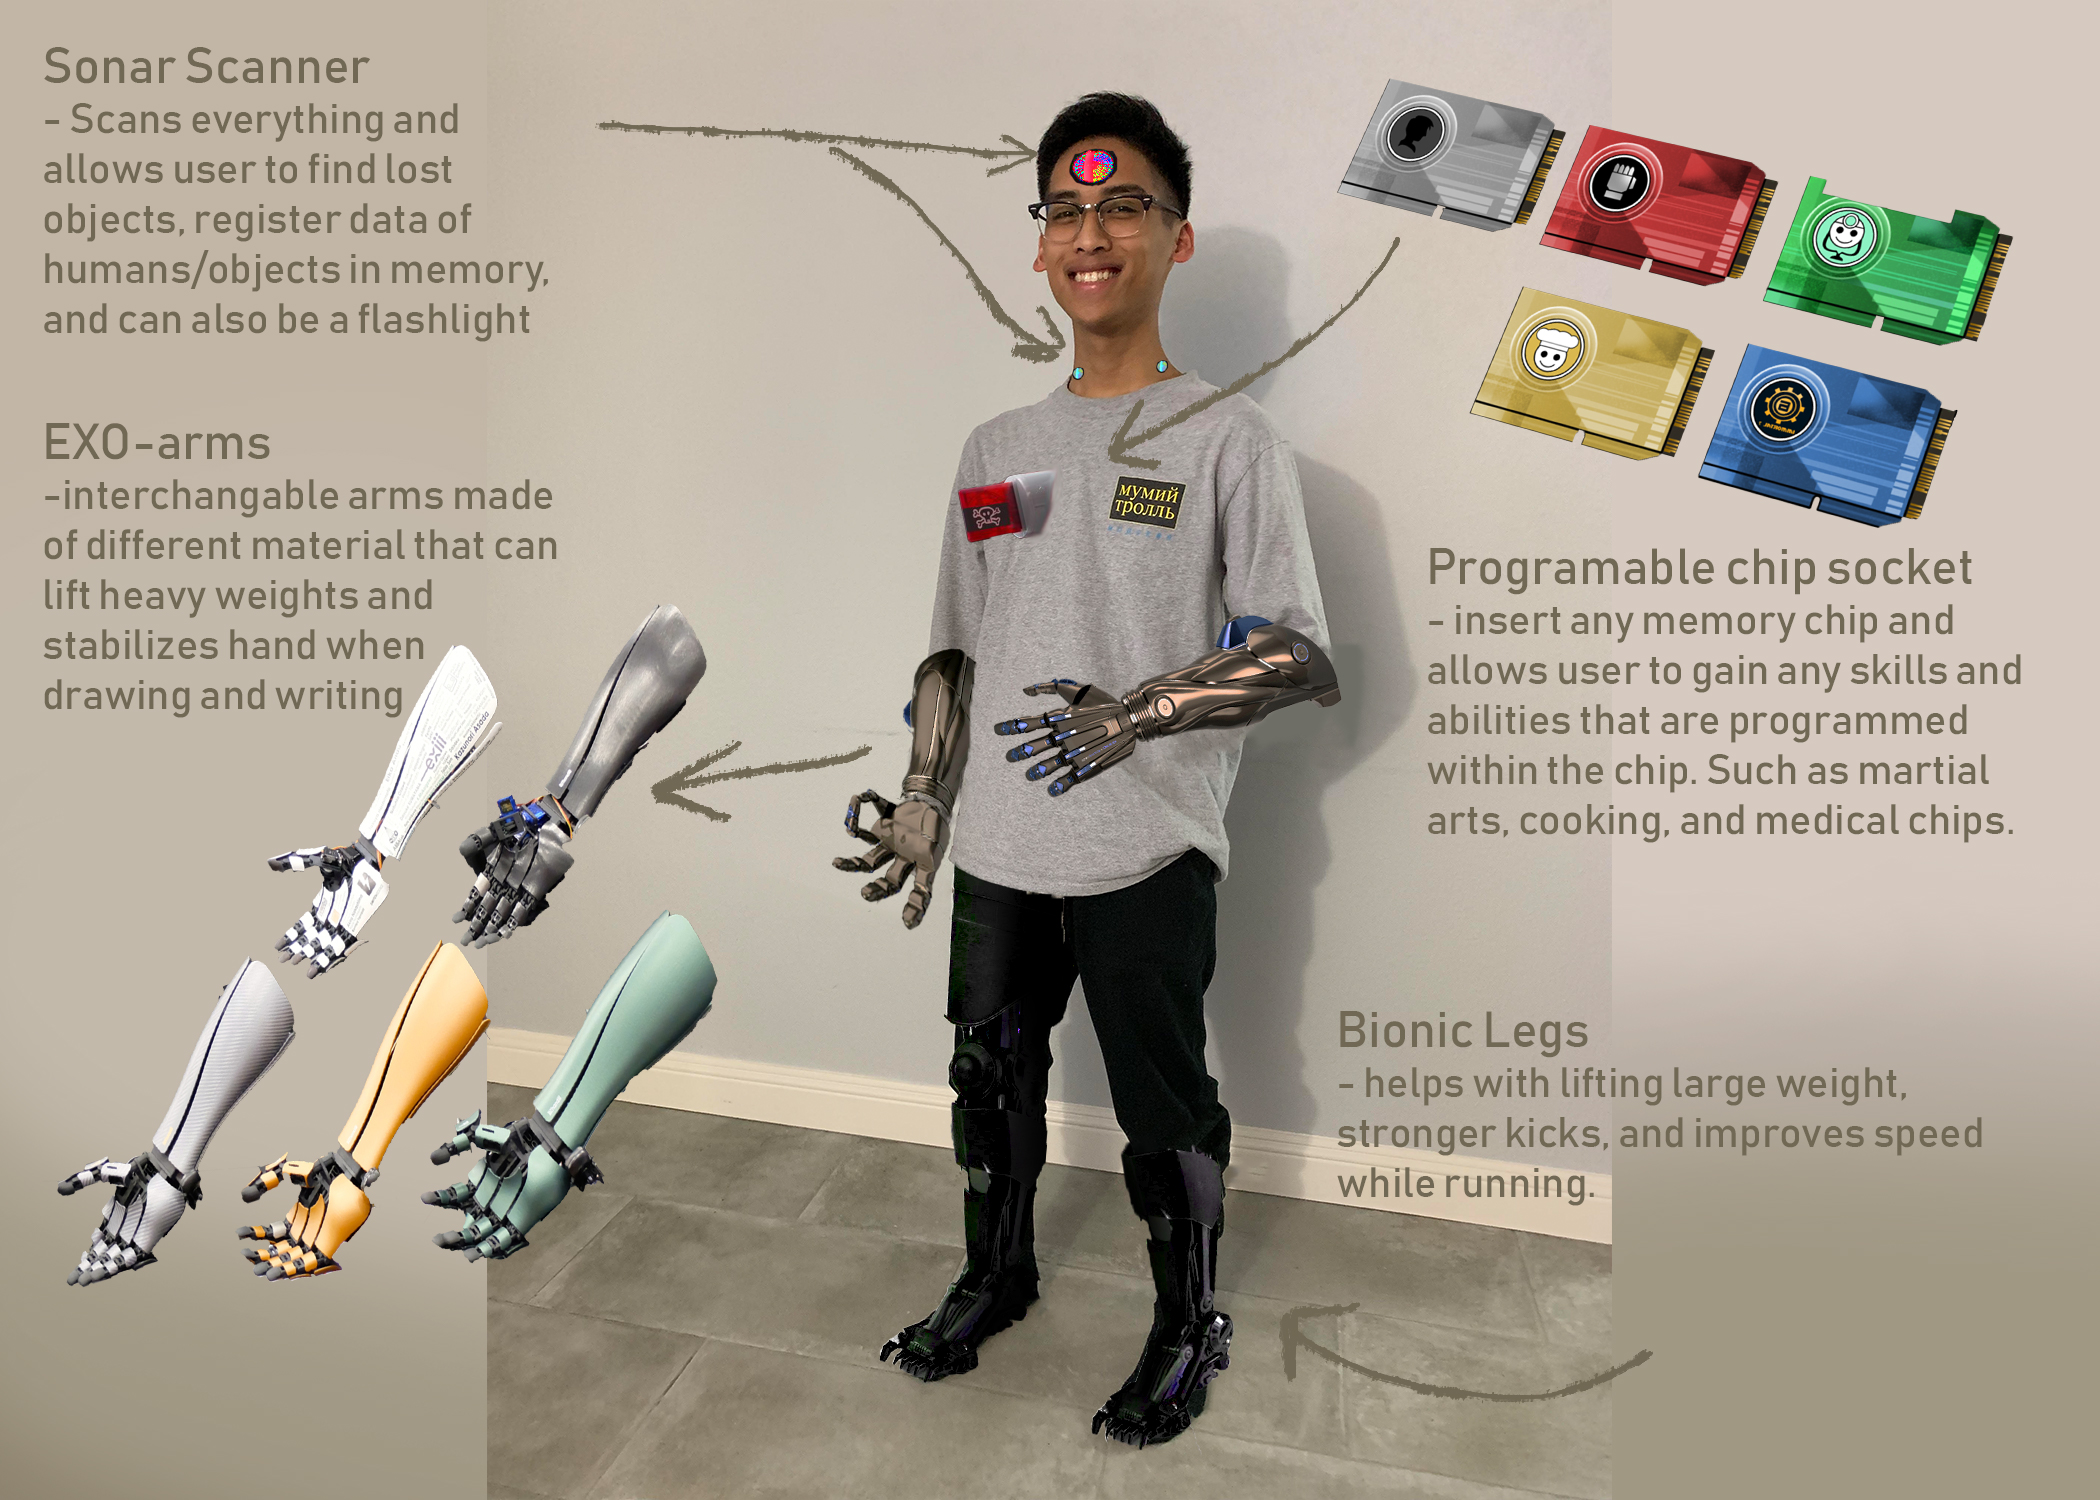 Sonar Scanner
- Scans everything and
allows user to find lost
objects, register data of
humans/objects in memory,
and can also be a flashlight
EXO-arms
-interchangable arms made
of different material that can
lift heavy weights and
stabilizes hand when
drawing and writing
exiii
Kazunori Asada
мумий
тролль
Programable chip socket
- insert any memory chip and
allows user to gain any skills and
abilities that are programmed
within the chip. Such as martial
arts, cooking, and medical chips.
Bionic Legs
- helps with lifting large weight,
stronger kicks, and improves speed
while running.